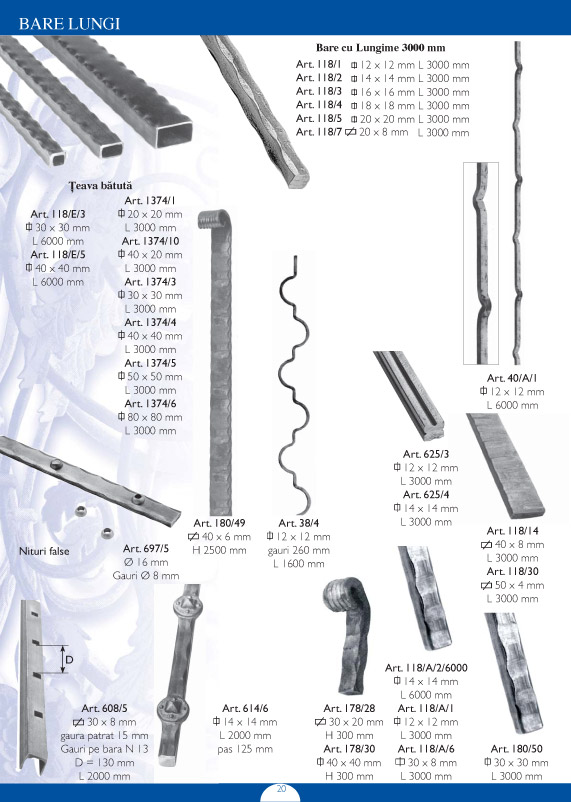 BARE LUNGI
Bare cu Lungime 3000 mm
Art. 118/1 12 x 12 mm L 3000 mm
Art. 118/2 14 x 14 mm L 3000 mm
Art. 118/3 16 x 16 mm L 3000 mm
Art. 118/4 18 x 18 mm L 3000 mm
Art. 118/5 20 x 20 mm L 3000 mm
Art. 118/7 20 x 8 mm L 3000 mm
Țeava bătută
Art. 118/E/3
30 x 30 mm
L 6000 mm
Art. 118/E/5
40 x 40 mm
L 6000 mm
Art. 1374/1
20 x 20 mm
L 3000 mm
Art. 1374/10
40 x 20 mm
L 3000 mm
Art. 1374/3
30 x 30 mm
L 3000 mm
Art. 1374/4
40 x 40 mm
L 3000 mm
Art. 1374/5
50 x 50 mm
L 3000 mm
Art. 1374/6
80 x 80 mm
L 3000 mm
Art. 40/A/1
12 x 12 mm
L 6000 mm
Art. 625/3
12 x 12 mm
L 3000 mm
Art. 625/4
14 x 14 mm
L 3000 mm
Art. 180/49
40 x 6 mm
H 2500 mm
Art. 38/4
12 x 12 mm
gauri 260 mm
L 1600 mm
Art. 118/14
40 x 8 mm
L 3000 mm
Art. 118/30
50 x 4 mm
L 3000 mm
Nituri false
Art. 697/5
Ø 16 mm
Gauri Ø 8 mm
D
Art. 608/5
30 x 8 mm
gaura patrat 15 mm
Gauri pe bara N 13
D = 130 mm
L 2000 mm
Art. 614/6
14 x 14 mm
L 2000 mm
pas 125 mm
Art. 178/28
30 x 20 mm
H 300 mm
Art. 178/30
40 x 40 mm
H 300 mm
Art. 118/A/2/6000
14 x 14 mm
L 6000 mm
Art. 118/A/1
12 x 12 mm
L 3000 mm
Art. 118/A/6
30 x 8 mm
L 3000 mm
Art. 180/50
30 x 30 mm
L 3000 mm
20